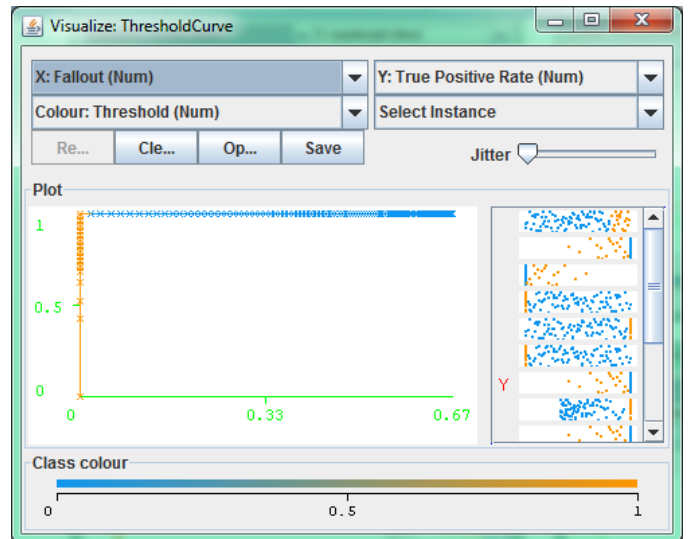 Visualize: ThresholdCurve
X: Fallout (Num)
Y: True Positive Rate (Num)
Colour: Threshold (Num)
Select Instance
Re...
Cle...
Op...
Save
Jitter
Plot
1
0.5
0
0
0.33
0.67
Y
Class colour
0
0.5
1